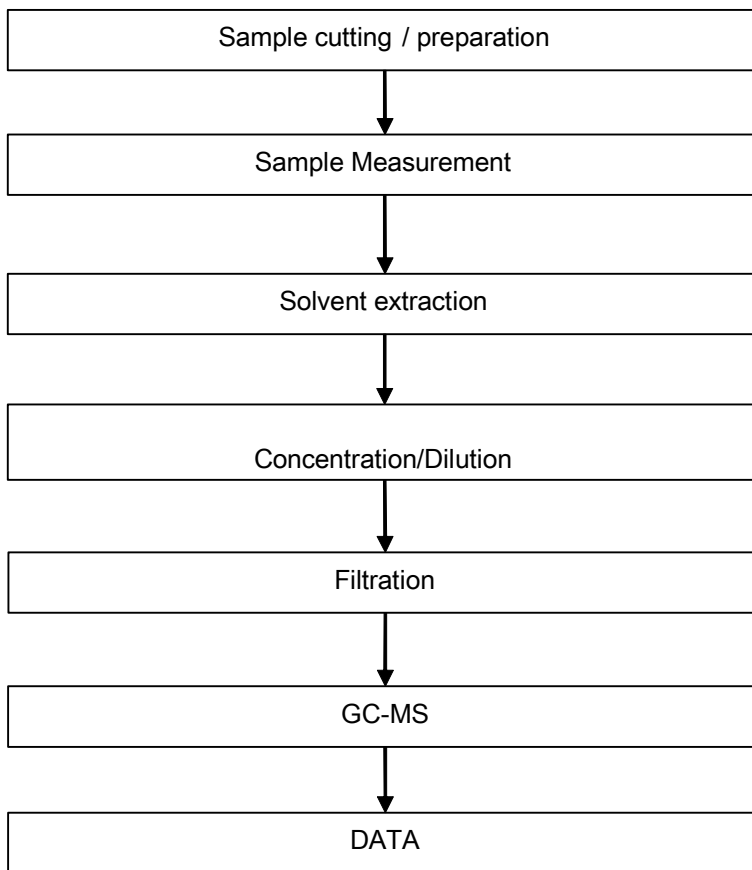 Sample cutting / preparation
Sample Measurement
Solvent extraction
Concentration/Dilution
Filtration
GC-MS
DATA